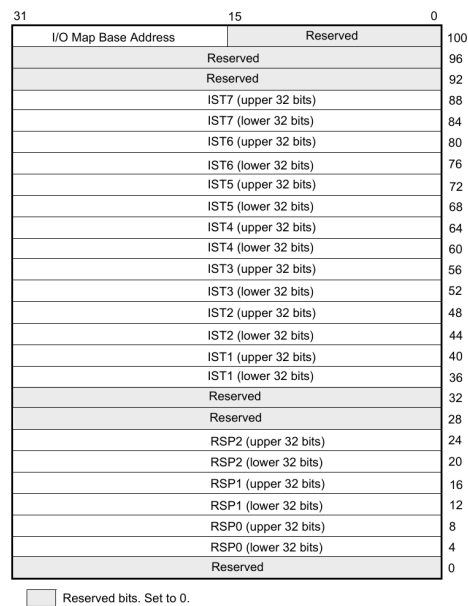 31 15 0
I/O Map Base Address Reserved 100
Reserved 96
Reserved 92
IST7 (upper 32 bits) 88
IST7 (lower 32 bits) 84
IST6 (upper 32 bits) 80
IST6 (lower 32 bits) 76
IST5 (upper 32 bits) 72
IST5 (lower 32 bits) 68
IST4 (upper 32 bits) 64
IST4 (lower 32 bits) 60
IST3 (upper 32 bits) 56
IST3 (lower 32 bits) 52
IST2 (upper 32 bits) 48
IST2 (lower 32 bits) 44
IST1 (upper 32 bits) 40
IST1 (lower 32 bits) 36
Reserved 32
Reserved 28
RSP2 (upper 32 bits) 24
RSP2 (lower 32 bits) 20
RSP1 (upper 32 bits) 16
RSP1 (lower 32 bits) 12
RSP0 (upper 32 bits) 8
RSP0 (lower 32 bits) 4
Reserved 0
Reserved bits. Set to 0.